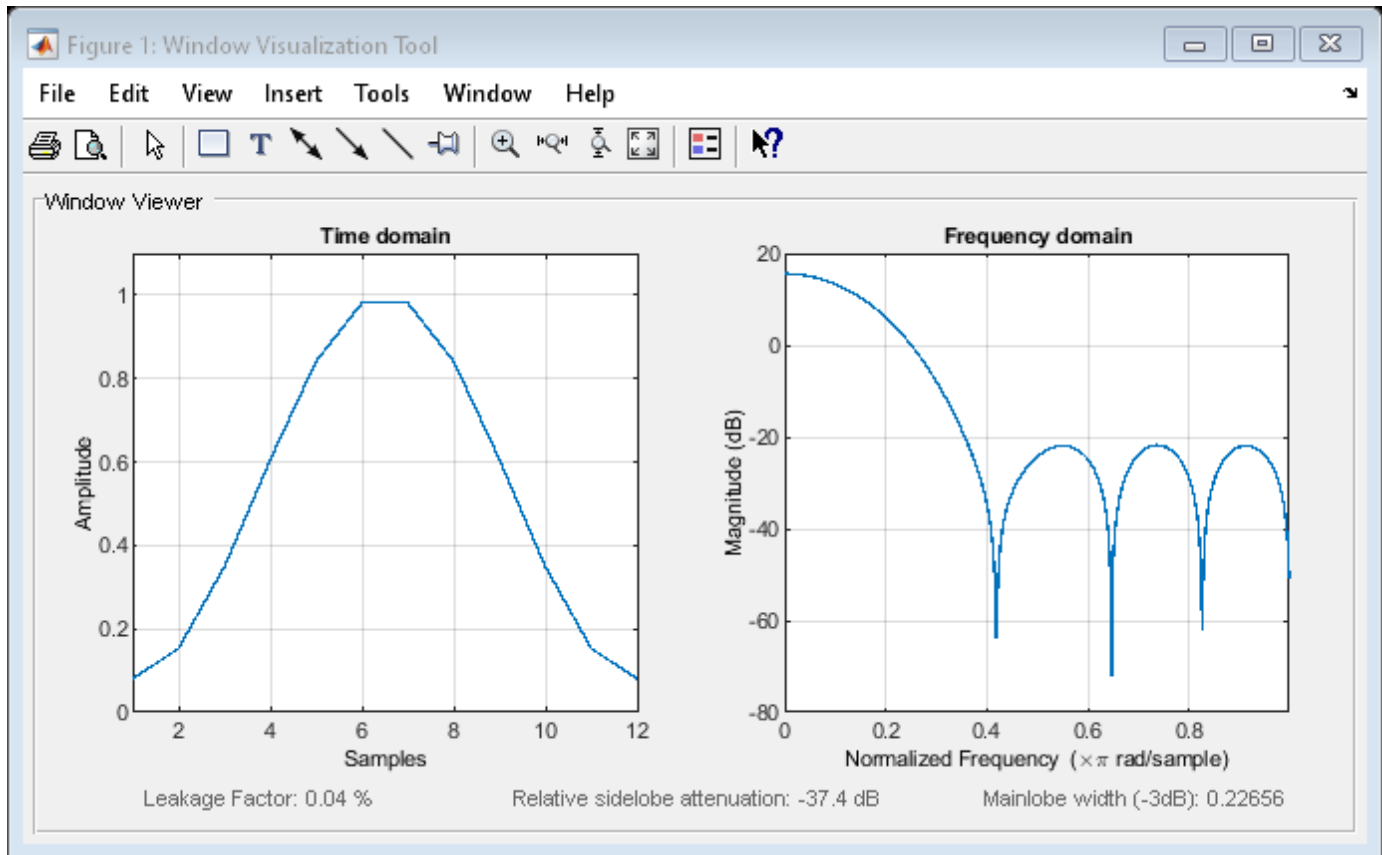 Figure 1: Window Visualization Tool
File Edit View Insert Tools Window Help
T
?
Window Viewer
Time domain
1
0.8
0.6
0.4
0.2
0
2 4 6 8 10 12
Amplitude
Samples
Frequency domain
20
0
-20
-40
-60
-80
0 0.2 0.4 0.6 0.8
Magnitude (dB)
Normalized Frequency (×π rad/sample)
Leakage Factor: 0.04 % Relative sidelobe attenuation: -37.4 dB Mainlobe width (-3dB): 0.22656